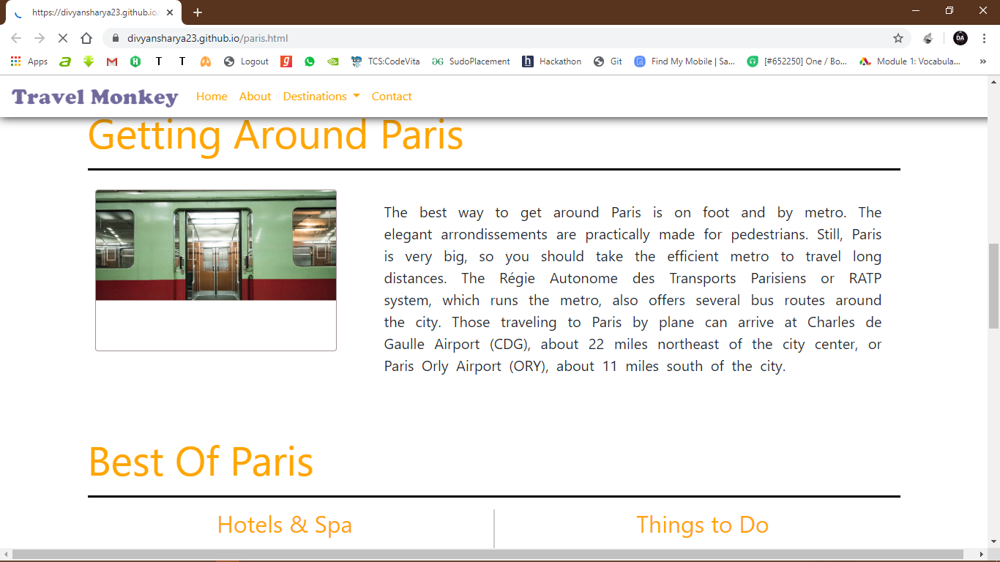 https://divyansharya23.github.io/
divyansharya23.github.io/paris.html
DA
Apps
Logout
TCS:CodeVita
SudoPlacement
Hackathon
Git
Find My Mobile | Sa...
[#652250] One / Bo...
Module 1: Vocabula...
»
Travel Monkey
Home
About
Destinations
Contact
Getting Around Paris
The best way to get around Paris is on foot and by metro. The
elegant arrondissements are practically made for pedestrians. Still, Paris
is very big, so you should take the efficient metro to travel long
distances. The Régie Autonome des Transports Parisiens or RATP
system, which runs the metro, also offers several bus routes around
the city. Those traveling to Paris by plane can arrive at Charles de
Gaulle Airport (CDG), about 22 miles northeast of the city center, or
Paris Orly Airport (ORY), about 11 miles south of the city.
Best Of Paris
Hotels & Spa
Things to Do